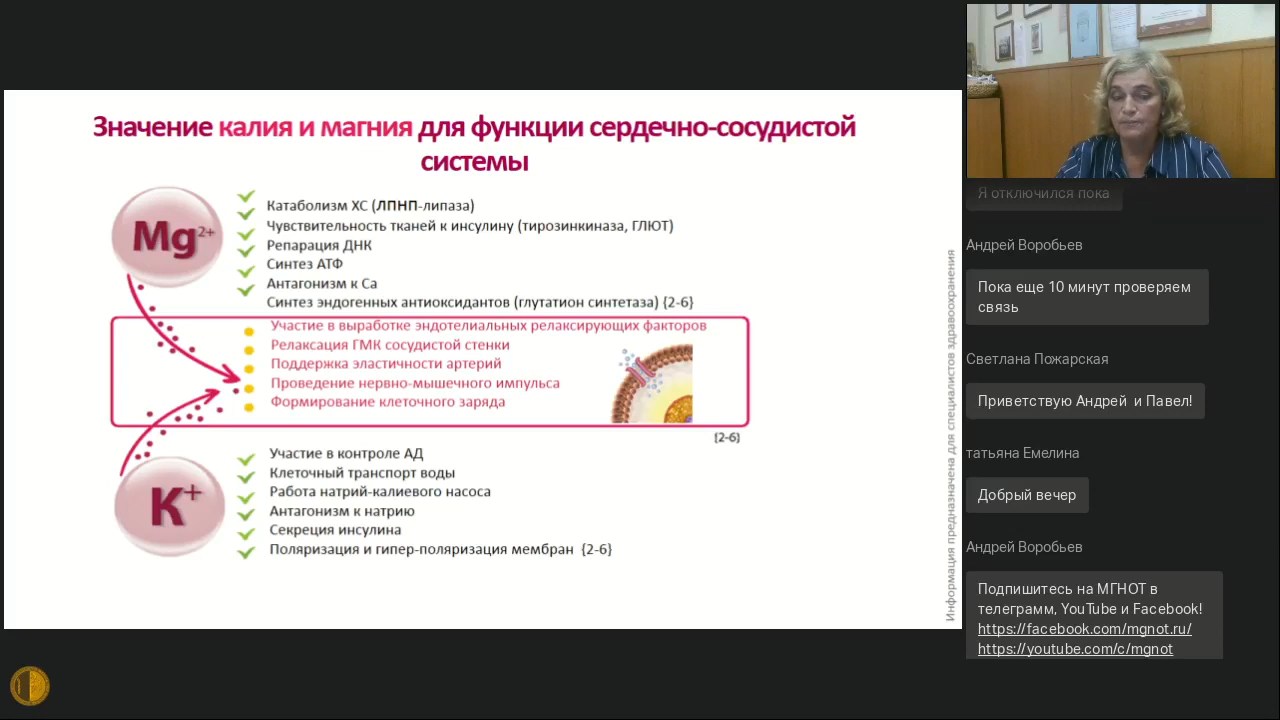 Значение калия и магния для функции сердечно-сосудистой
системы
Mg2+
Катаболизм ХС (ЛПНП-липаза)
Чувствительность тканей к инсулину (тирозинкиназа, ГЛЮТ)
Репарация ДНК
Синтез АТФ
Антагонизм к Са
Синтез эндогенных антиоксидантов (глутатион синтетаза) {2-6}
Участие в выработке эндотелиальных релаксирующих факторов
Релаксация ГМК сосудистой стенки
Поддержка эластичности артерий
Проведение нервно-мышечного импульса
Формирование клеточного заряда
{2-6}
K+
Участие в контроле АД
Клеточный транспорт воды
Работа натрий-калиевого насоса
Антагонизм к натрию
Секреция инсулина
Поляризация и гипер-поляризация мембран {2-6}
Информация предназначена для специалистов здравоохранения
Я отключился пока
Андрей Воробьев
Пока еще 10 минут проверяем
связь
Светлана Пожарская
Приветствую Андрей и Павел!
татьяна Емелина
Добрый вечер
Андрей Воробьев
Подпишитесь на МГНОТ в
телеграмм, YouTube и Facebook!
https://facebook.com/mgnot.ru/
https://youtube.com/c/mgnot